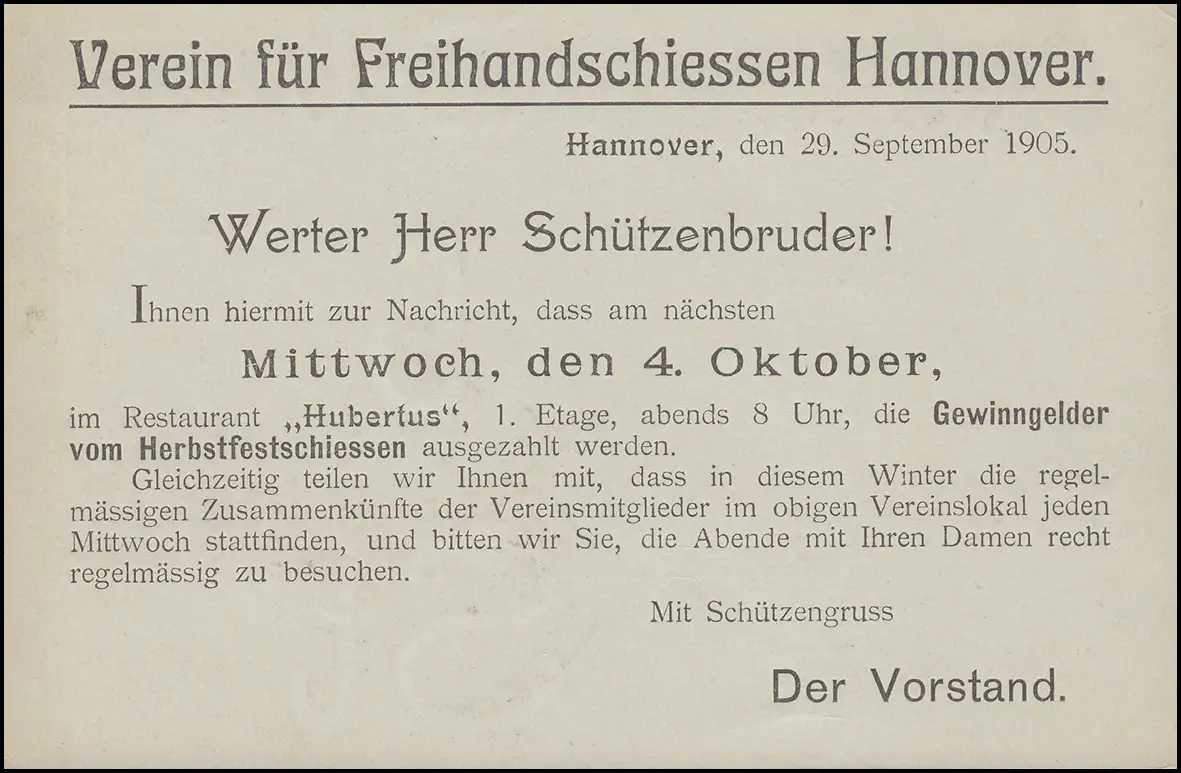 Verein für Freihandschiessen Hannover.
Hannover, den 29. September 1905.
Werter Herr Schützenbruder!
Ihnen hiermit zur Nachricht, dass am nächsten
Mittwoch, den 4. Oktober,
im Restaurant „Hubertus“, 1. Etage, abends 8 Uhr, die Gewinngelder
vom Herbstfestschiessen ausgezahlt werden.
Gleichzeitig teilen wir Ihnen mit, dass in diesem Winter die regel-
mässigen Zusammenkünfte der Vereinsmitglieder im obigen Vereinslokal jeden
Mittwoch stattfinden, und bitten wir Sie, die Abende mit Ihren Damen recht
regelmässig zu besuchen.
Mit Schützengruss
Der Vorstand.